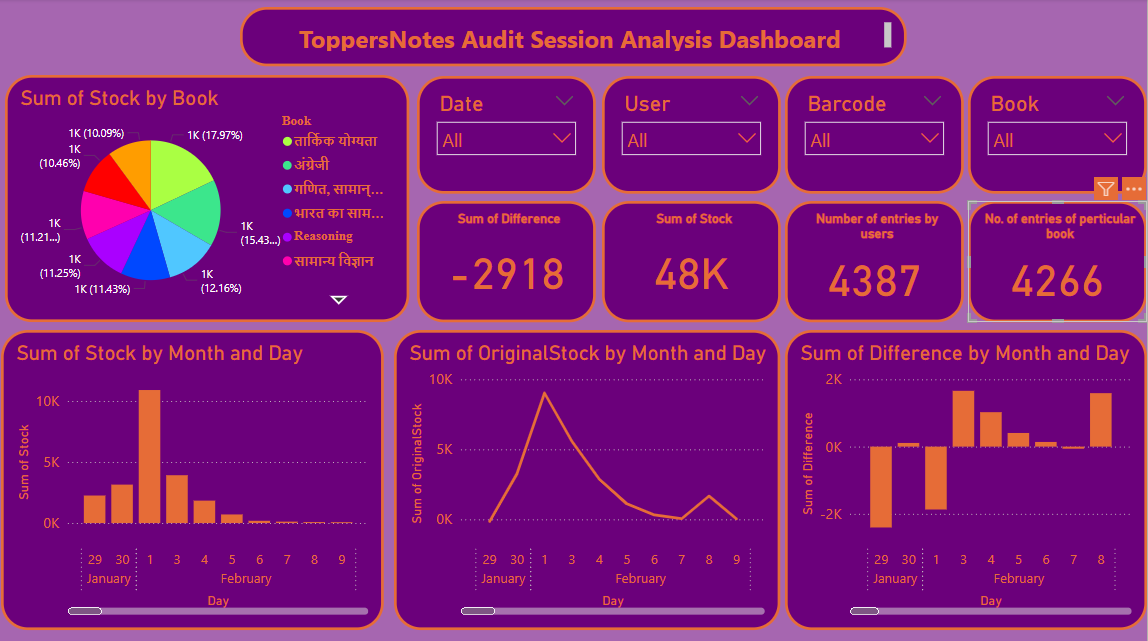 ToppersNotes Audit Session Analysis Dashboard
Sum of Stock by Book
1K (10.09%)
1K (17.97%)
1K
(10.46%)
1K
(11.21...)
1K
(15.43...)
1K
(11.25%)
1K
(12.16%)
1K (11.43%)
Book
तार्किक योग्यता
अंग्रेजी
गणित, सामान्...
भारत का साम...
Reasoning
सामान्य विज्ञान
Date
All
User
All
Barcode
All
Book
All
Sum of Difference
-2918
Sum of Stock
48K
Number of entries by
users
4387
No. of entries of perticular
book
4266
Sum of Stock by Month and Day
Sum of Stock
10K
5K
0K
29 30 1 3 4 5 6 7 8 9
January February
Day
Sum of OriginalStock by Month and Day
Sum of OriginalStock
10K
5K
0K
29 30 1 3 4 5 6 7 8 9
January February
Day
Sum of Difference by Month and Day
Sum of Difference
2K
0K
-2K
29 30 1 3 4 5 6 7 8
January February
Day